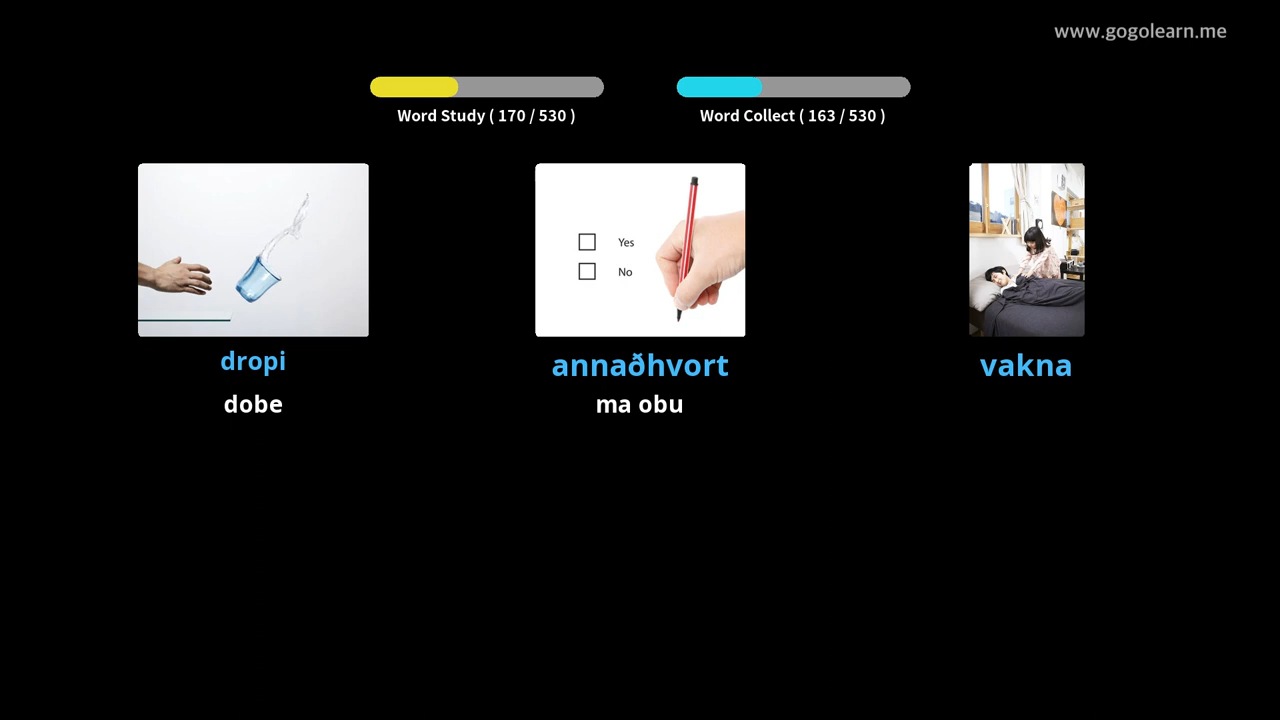 www.gogolearn.me
Word Study ( 170 / 530 )
Word Collect ( 163 / 530 )
Yes
No
dropi
annaðhvort
vakna
dobe
ma obu